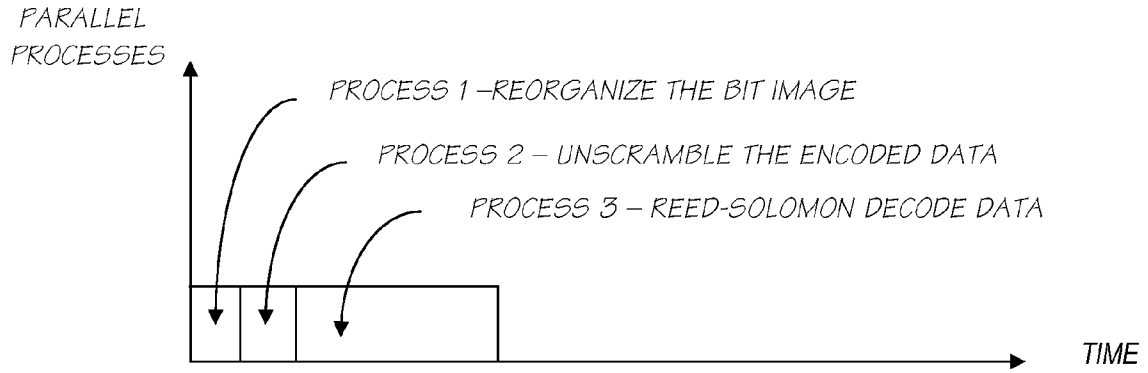 PARALLEL
PROCESSES
PROCESS 1 –REORGANIZE THE BIT IMAGE
PROCESS 2 – UNSCRAMBLE THE ENCODED DATA
PROCESS 3 – REED-SOLOMON DECODE DATA
TIME